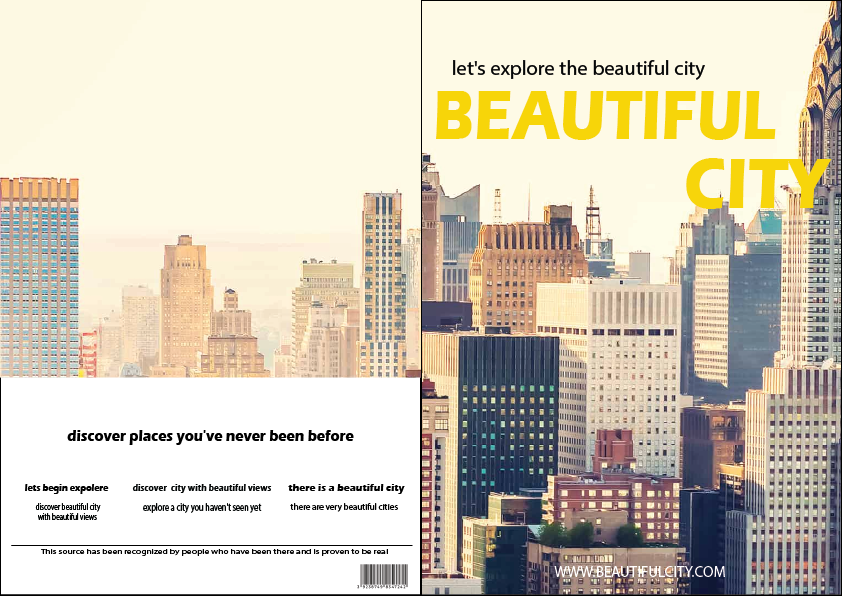 let's explore the beautiful city
BEAUTIFUL
CITY
WWW.BEAUTIFULCITY.COM
discover places you've never been before
lets begin expolere
discover beautiful city
with beautiful views
discover city with beautiful views
explore a city you haven't seen yet
there is a beautiful city
there are very beautiful cities
This source has been recognized by people who have been there and is proven to be real